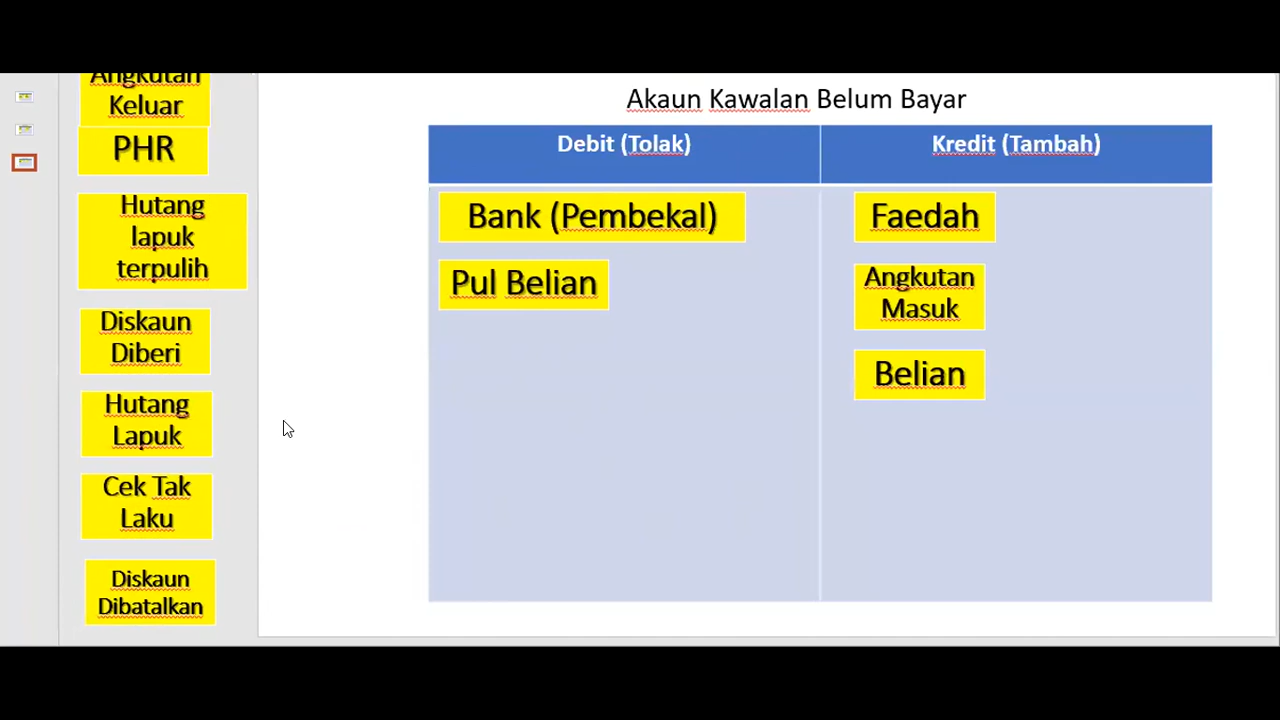 Angkutan
Keluar
PHR
Hutang
lapuk
terpulih
Diskaun
Diberi
Hutang
Lapuk
Cek Tak
Laku
Diskaun
Dibatalkan
Akaun Kawalan Belum Bayar
Debit (Tolak)
Kredit (Tambah)
Bank (Pembekal)
Faedah
Pul Belian
Angkutan
Masuk
Belian